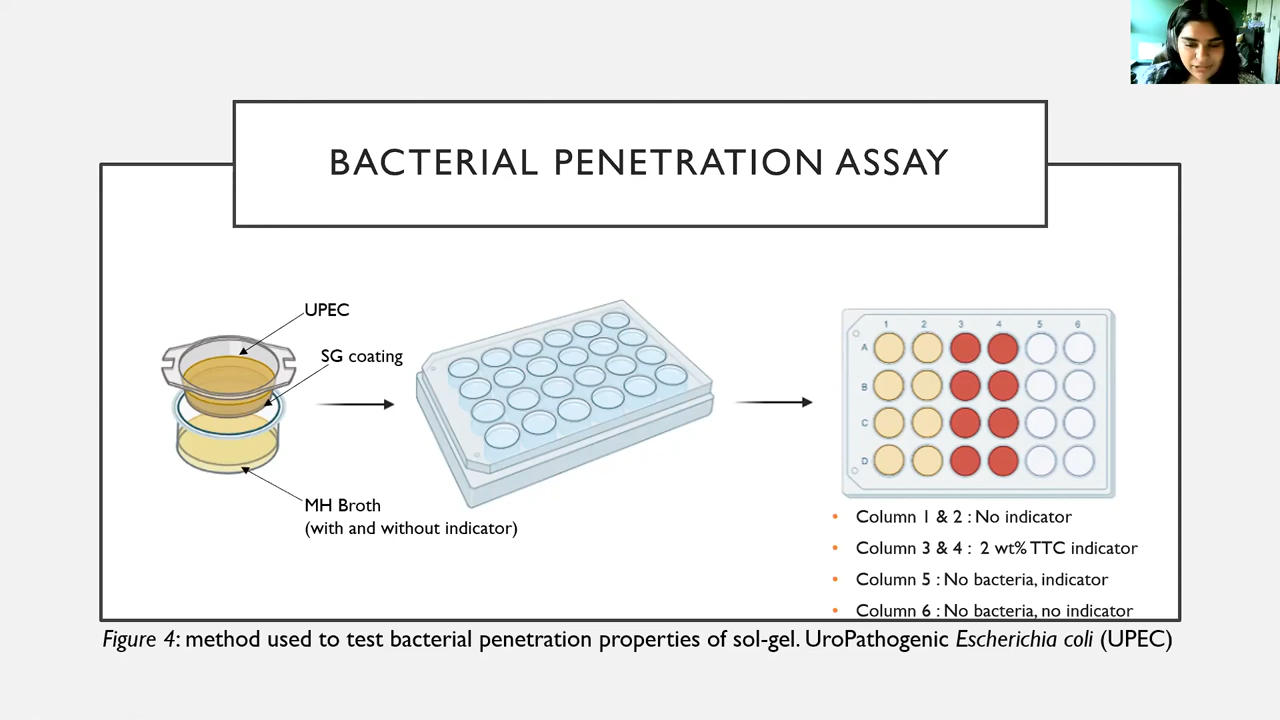 BACTERIAL PENETRATION ASSAY
UPEC
SG coating
MH Broth
(with and without indicator)
1 2 3 4 5 6
A
B
C
D
• Column 1 & 2 : No indicator
• Column 3 & 4 : 2 wt% TTC indicator
• Column 5 : No bacteria, indicator
• Column 6 : No bacteria, no indicator
Figure 4: method used to test bacterial penetration properties of sol-gel. UroPathogenic Escherichia coli (UPEC)